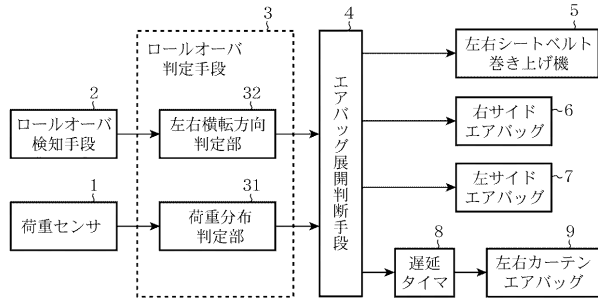 3
ロールオーバ
判定手段
4
エアバッグ展開判断手段
5
左右シートベルト
巻き上げ機
2
ロールオーバ
検知手段
32
左右横転方向
判定部
右サイド
エアバッグ
6
1
荷重センサ
31
荷重分布
判定部
左サイド
エアバッグ
7
8
遅延
タイマ
9
左右カーテン
エアバッグ